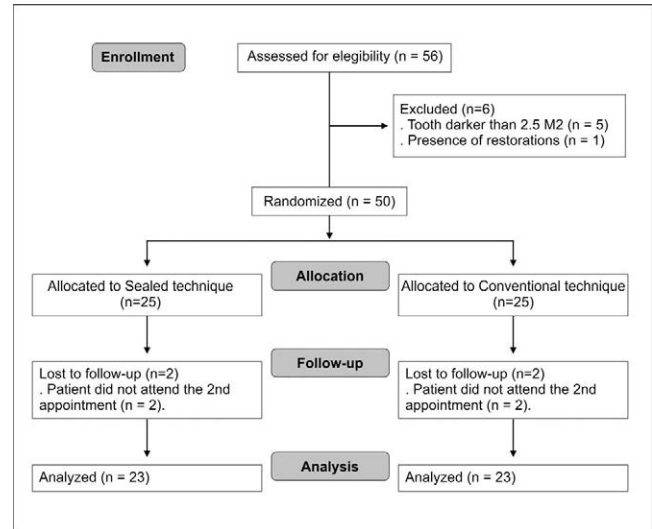 Enrollment
Assessed for elegibility (n = 56)
Excluded (n=6)
. Tooth darker than 2.5 M2 (n = 5)
. Presence of restorations (n = 1)
Randomized (n = 50)
Allocation
Allocated to Sealed technique
(n=25)
Allocated to Conventional technique
(n=25)
Follow-up
Lost to follow-up (n=2)
. Patient did not attend the 2nd
appointment (n = 2).
Lost to follow-up (n=2)
. Patient did not attend the 2nd
appointment (n = 2).
Analysis
Analyzed (n = 23)
Analyzed (n = 23)